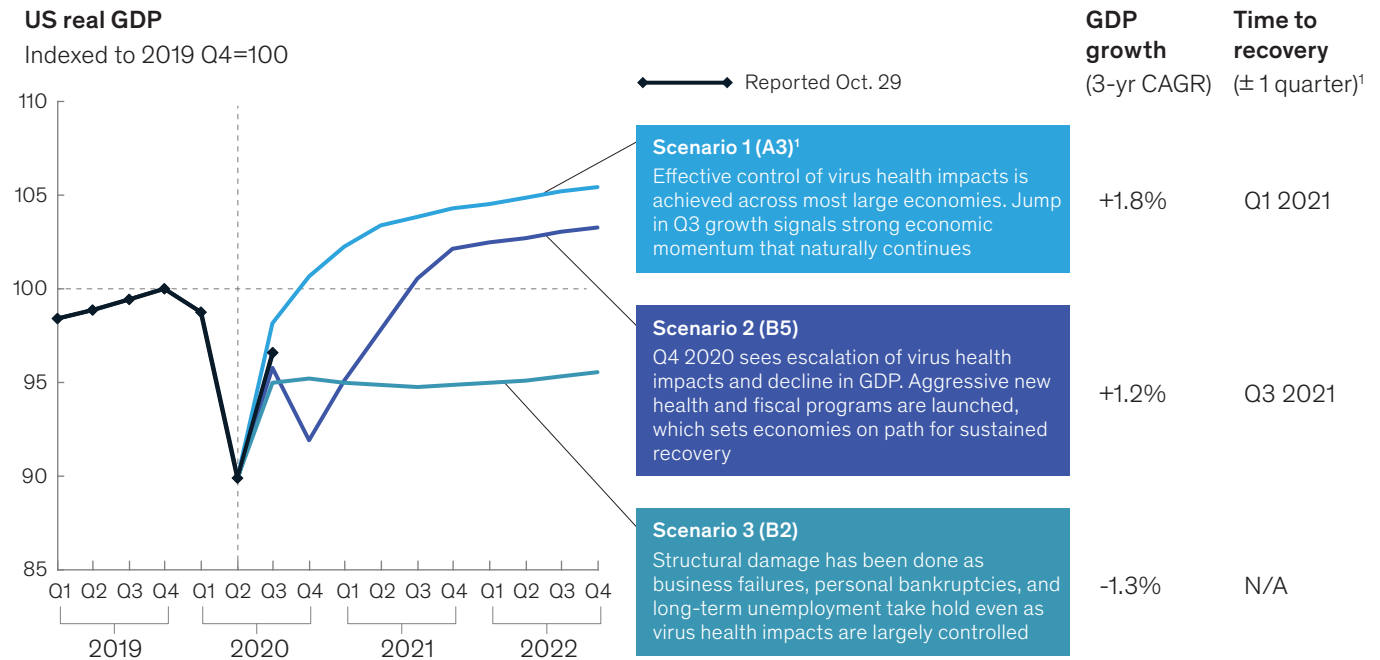 US real GDP
Indexed to 2019 Q4=100
GDP
growth
(3-yr CAGR)
Time to
recovery
(± 1 quarter)¹
Reported Oct. 29
110
105
100
95
90
85
Q1 Q2 Q3 Q4 Q1 Q2 Q3 Q4 Q1 Q2 Q3 Q4 Q1 Q2 Q3 Q4
2019 2020 2021 2022
Scenario 1 (A3)¹
Effective control of virus health impacts is
achieved across most large economies. Jump
in Q3 growth signals strong economic
momentum that naturally continues
+1.8% Q1 2021
Scenario 2 (B5)
Q4 2020 sees escalation of virus health
impacts and decline in GDP. Aggressive new
health and fiscal programs are launched,
which sets economies on path for sustained
recovery
+1.2% Q3 2021
Scenario 3 (B2)
Structural damage has been done as
business failures, personal bankruptcies, and
long-term unemployment take hold even as
virus health impacts are largely controlled
-1.3% N/A